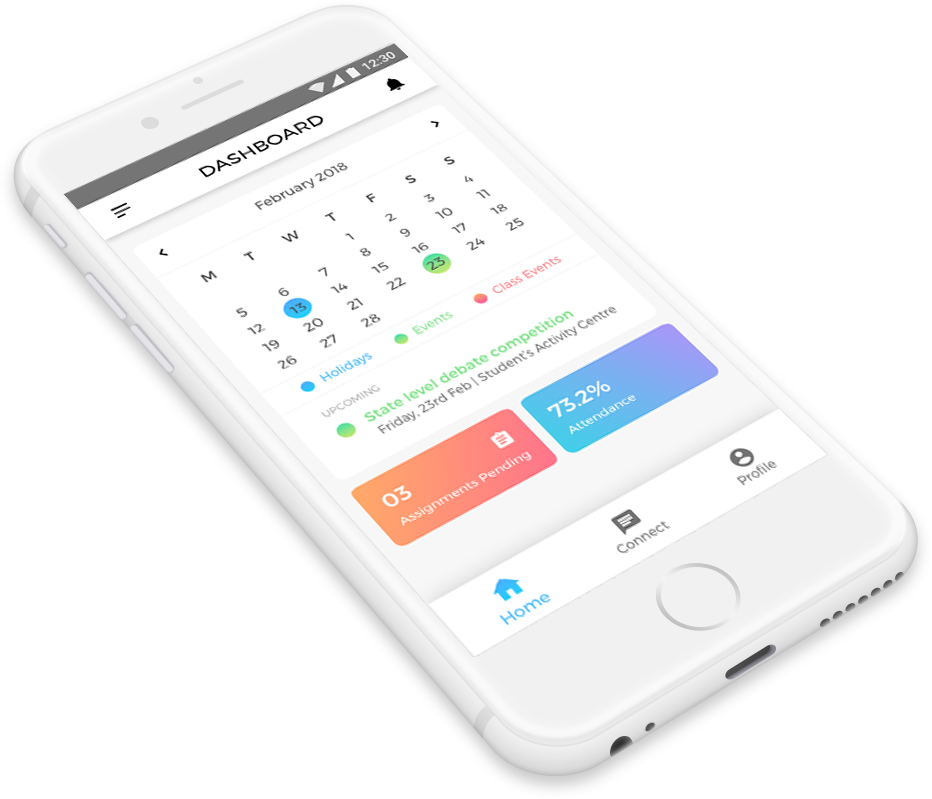 12:30
DASHBOARD
February 2018
M T W T F S S
1 2 3 4
5 6 7 8 9 10 11
12 13 14 15 16 17 18
19 20 21 22 23 24 25
26 27 28
Holidays Events Class Events
UPCOMING
State level debate competition
Friday, 23rd Feb | Student's Activity Centre
03
Assignments Pending
73.2%
Attendance
Home Connect Profile